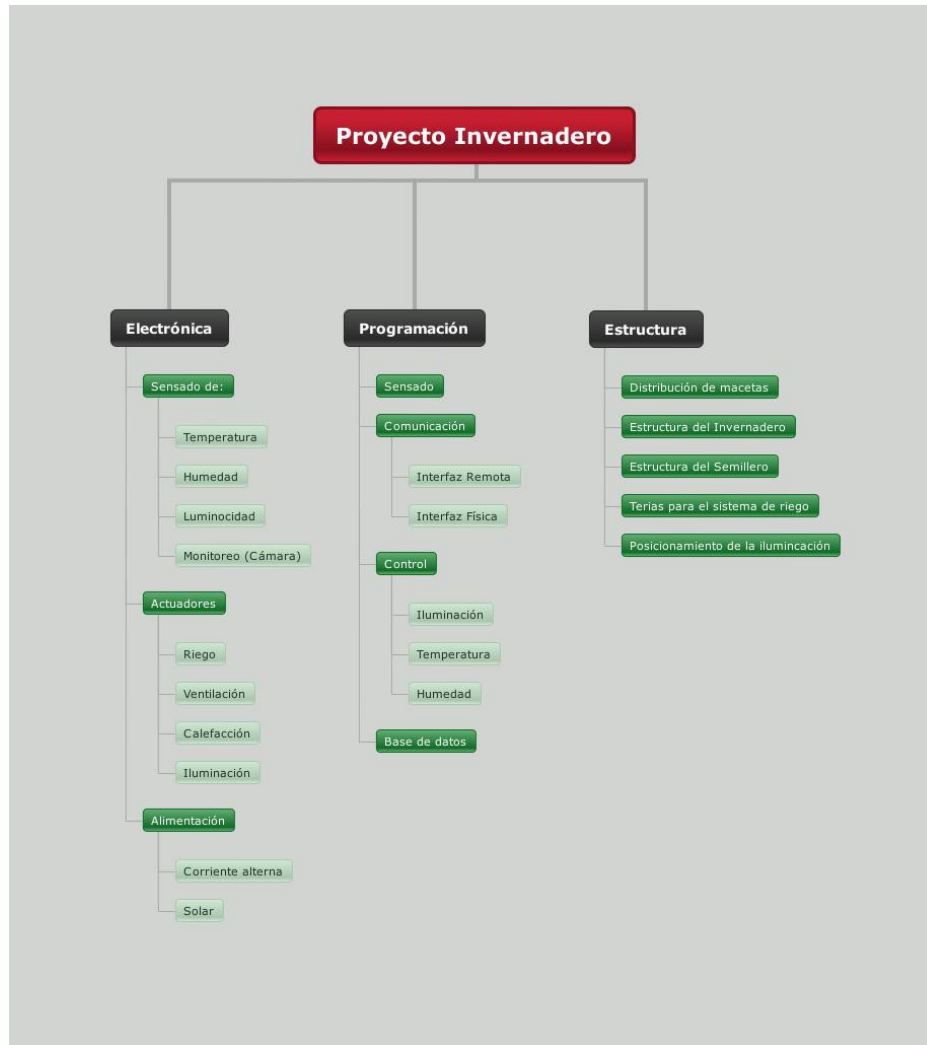 Proyecto Invernadero
Electrónica
Sensado de:
Temperatura
Humedad
Luminocidad
Monitoreo (Cámara)
Actuadores
Riego
Ventilación
Calefacción
Iluminación
Alimentación
Corriente alterna
Solar
Programación
Sensado
Comunicación
Interfaz Remota
Interfaz Física
Control
Iluminación
Temperatura
Humedad
Base de datos
Estructura
Distribución de macetas
Estructura del Invernadero
Estructura del Semillero
Terias para el sistema de riego
Posicionamiento de la ilumincación